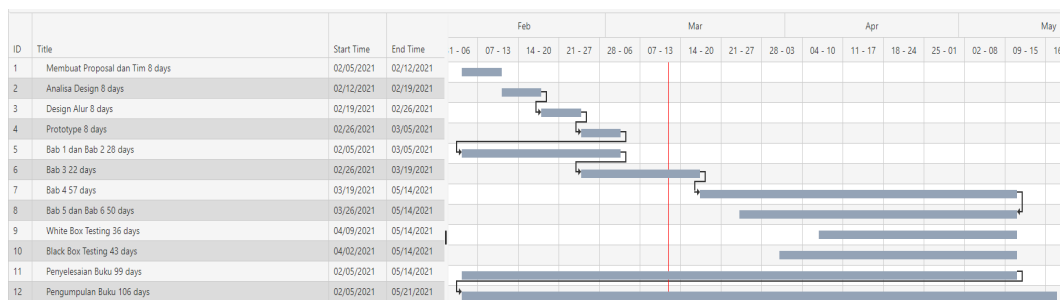 Feb Mar Apr May
ID Title Start Time End Time 1 - 06 07 - 13 14 - 20 21 - 27 28 - 06 07 - 13 14 - 20 21 - 27 28 - 03 04 - 10 11 - 17 18 - 24 25 - 01 02 - 08 09 - 15 16
1 Membuat Proposal dan Tim 8 days 02/05/2021 02/12/2021
2 Analisa Design 8 days 02/12/2021 02/19/2021
3 Design Alur 8 days 02/19/2021 02/26/2021
4 Prototype 8 days 02/26/2021 03/05/2021
5 Bab 1 dan Bab 2 28 days 02/05/2021 03/05/2021
6 Bab 3 22 days 02/26/2021 03/19/2021
7 Bab 4 57 days 03/19/2021 05/14/2021
8 Bab 5 dan Bab 6 50 days 03/26/2021 05/14/2021
9 White Box Testing 36 days 04/09/2021 05/14/2021
10 Black Box Testing 43 days 04/02/2021 05/14/2021
11 Penyelesaian Buku 99 days 02/05/2021 05/14/2021
12 Pengumpulan Buku 106 days 02/05/2021 05/21/2021